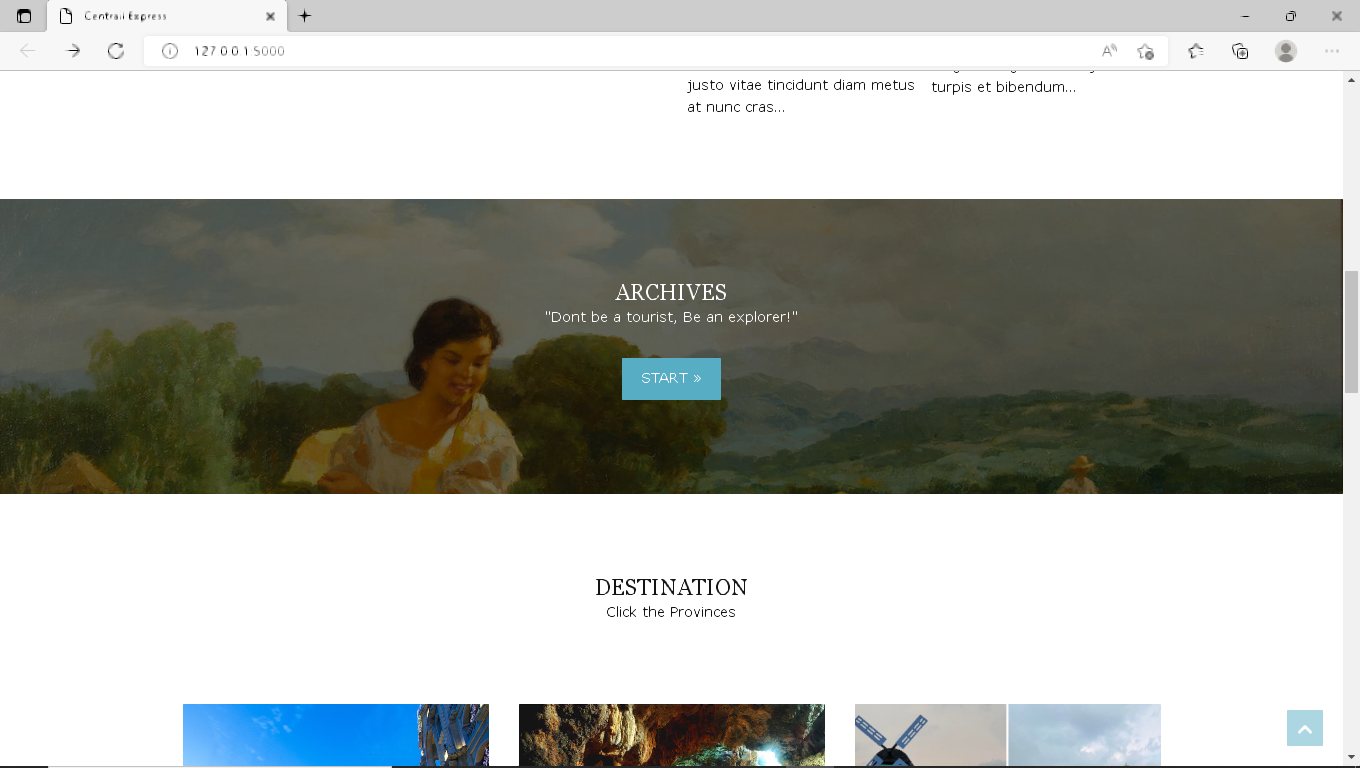 Centrail Express
127.0.0.1:5000
justo vitae tincidunt diam metus
at nunc cras...
turpis et bibendum...
ARCHIVES
"Dont be a tourist, Be an explorer!"
START »
DESTINATION
Click the Provinces